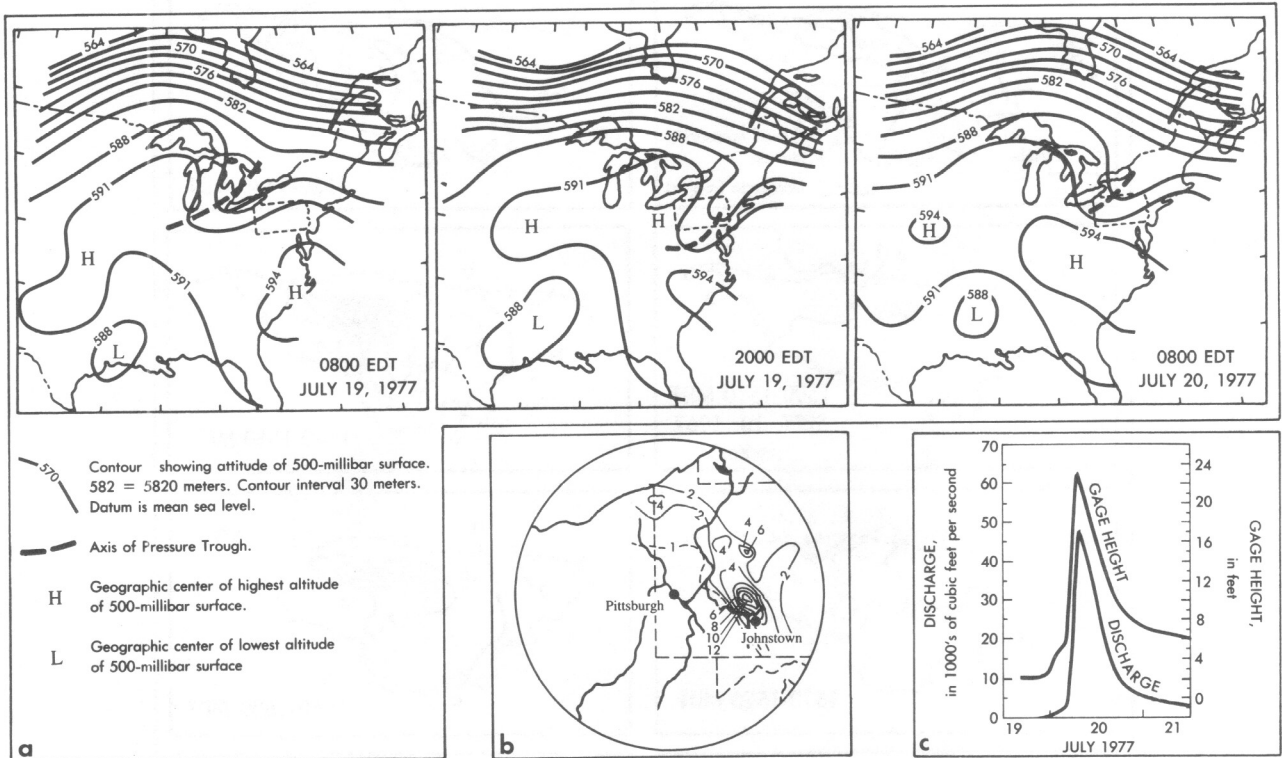 564
570
564
576
582
588
591
H
591
594
H
588
L
0800 EDT
JULY 19, 1977
564
570
576
582
588
591
H
H
594
588
L
2000 EDT
JULY 19, 1977
564
570
564
576
582
588
591
594
H
594
H
591
588
L
0800 EDT
JULY 20, 1977
570
Contour showing attitude of 500-millibar surface.
582 = 5820 meters. Contour interval 30 meters.
Datum is mean sea level.
Axis of Pressure Trough.
H
Geographic center of highest altitude
of 500-millibar surface.
L
Geographic center of lowest altitude
of 500-millibar surface
a
2
4
2
4
6
1
4
4
2
Pittsburgh
6
8
10
12
Johnstown
b
DISCHARGE,
in 1000's of cubic feet per second
70
60
50
40
30
20
10
0
GAGE HEIGHT
DISCHARGE
24
20
16
12
8
4
0
GAGE HEIGHT,
in feet
19 20 21
JULY 1977
c